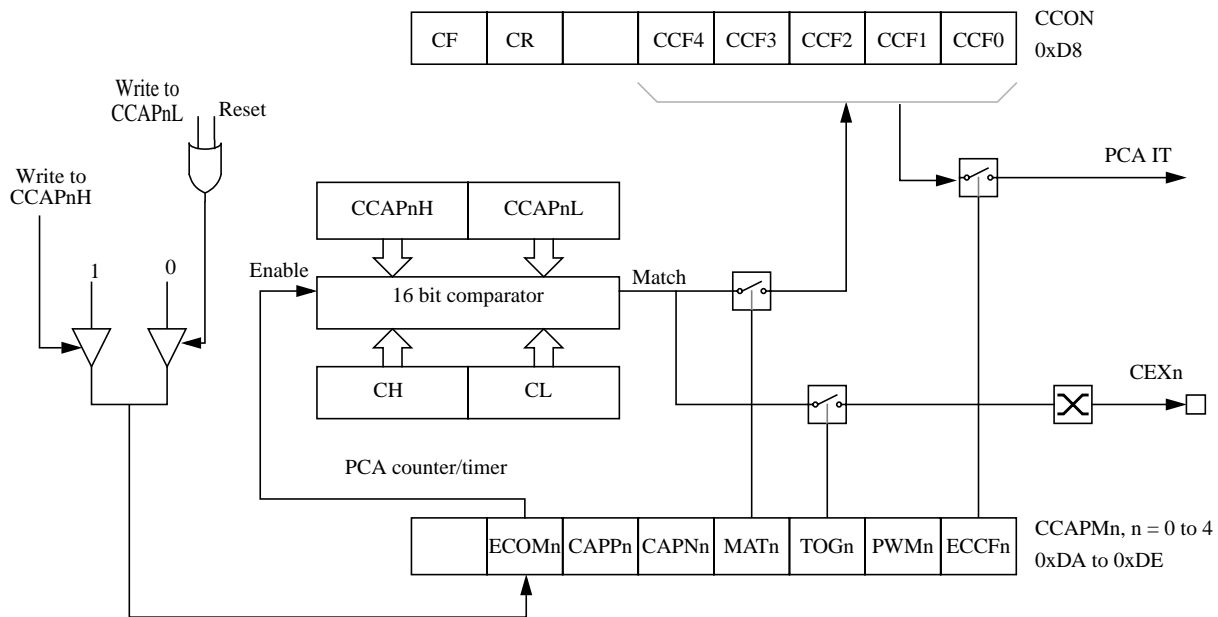 CF CR CCF4 CCF3 CCF2 CCF1 CCF0
CCON
0xD8
Write to
CCAPnL
Reset
Write to
CCAPnH
PCA IT
CCAPnH CCAPnL
1
0
Enable
16 bit comparator
Match
CH CL
CEXn
PCA counter/timer
ECOMn CAPPn CAPNn MATn TOGn PWMn ECCFn
CCAPMn, n = 0 to 4
0xDA to 0xDE